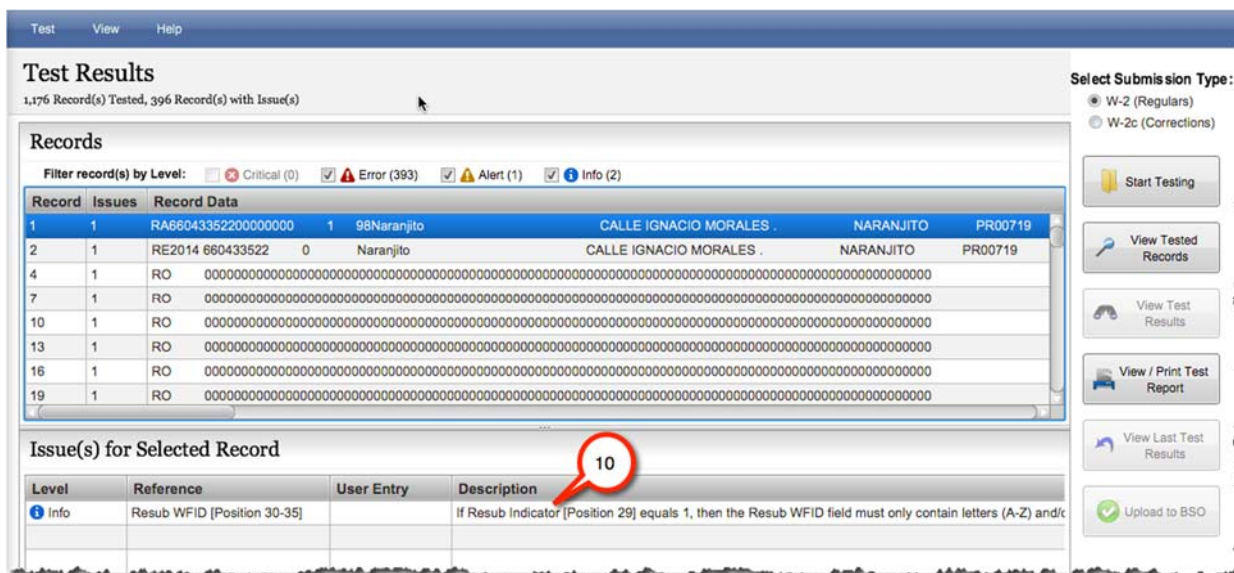 Test View Help
Test Results
1,176 Record(s) Tested, 396 Record(s) with Issue(s)
Records
Filter record(s) by Level: Critical (0) Error (393) Alert (1) Info (2)
Record Issues Record Data
1 1 RA66043352200000000 1 98Naranjito CALLE IGNACIO MORALES . NARANJITO PR00719
2 1 RE2014 660433522 0 Naranjito CALLE IGNACIO MORALES . NARANJITO PR00719
4 1 RO
7 1 RO
10 1 RO
13 1 RO
16 1 RO
19 1 RO
Issue(s) for Selected Record
10
Level Reference User Entry Description
Info Resub WFID [Position 30-35] If Resub Indicator [Position 29] equals 1, then the Resub WFID field must only contain letters (A-Z) and/
Select Submission Type:
W-2 (Regulars)
W-2c (Corrections)
Start Testing
View Tested
Records
View Test
Results
View / Print Test
Report
View Last Test
Results
Upload to BSO